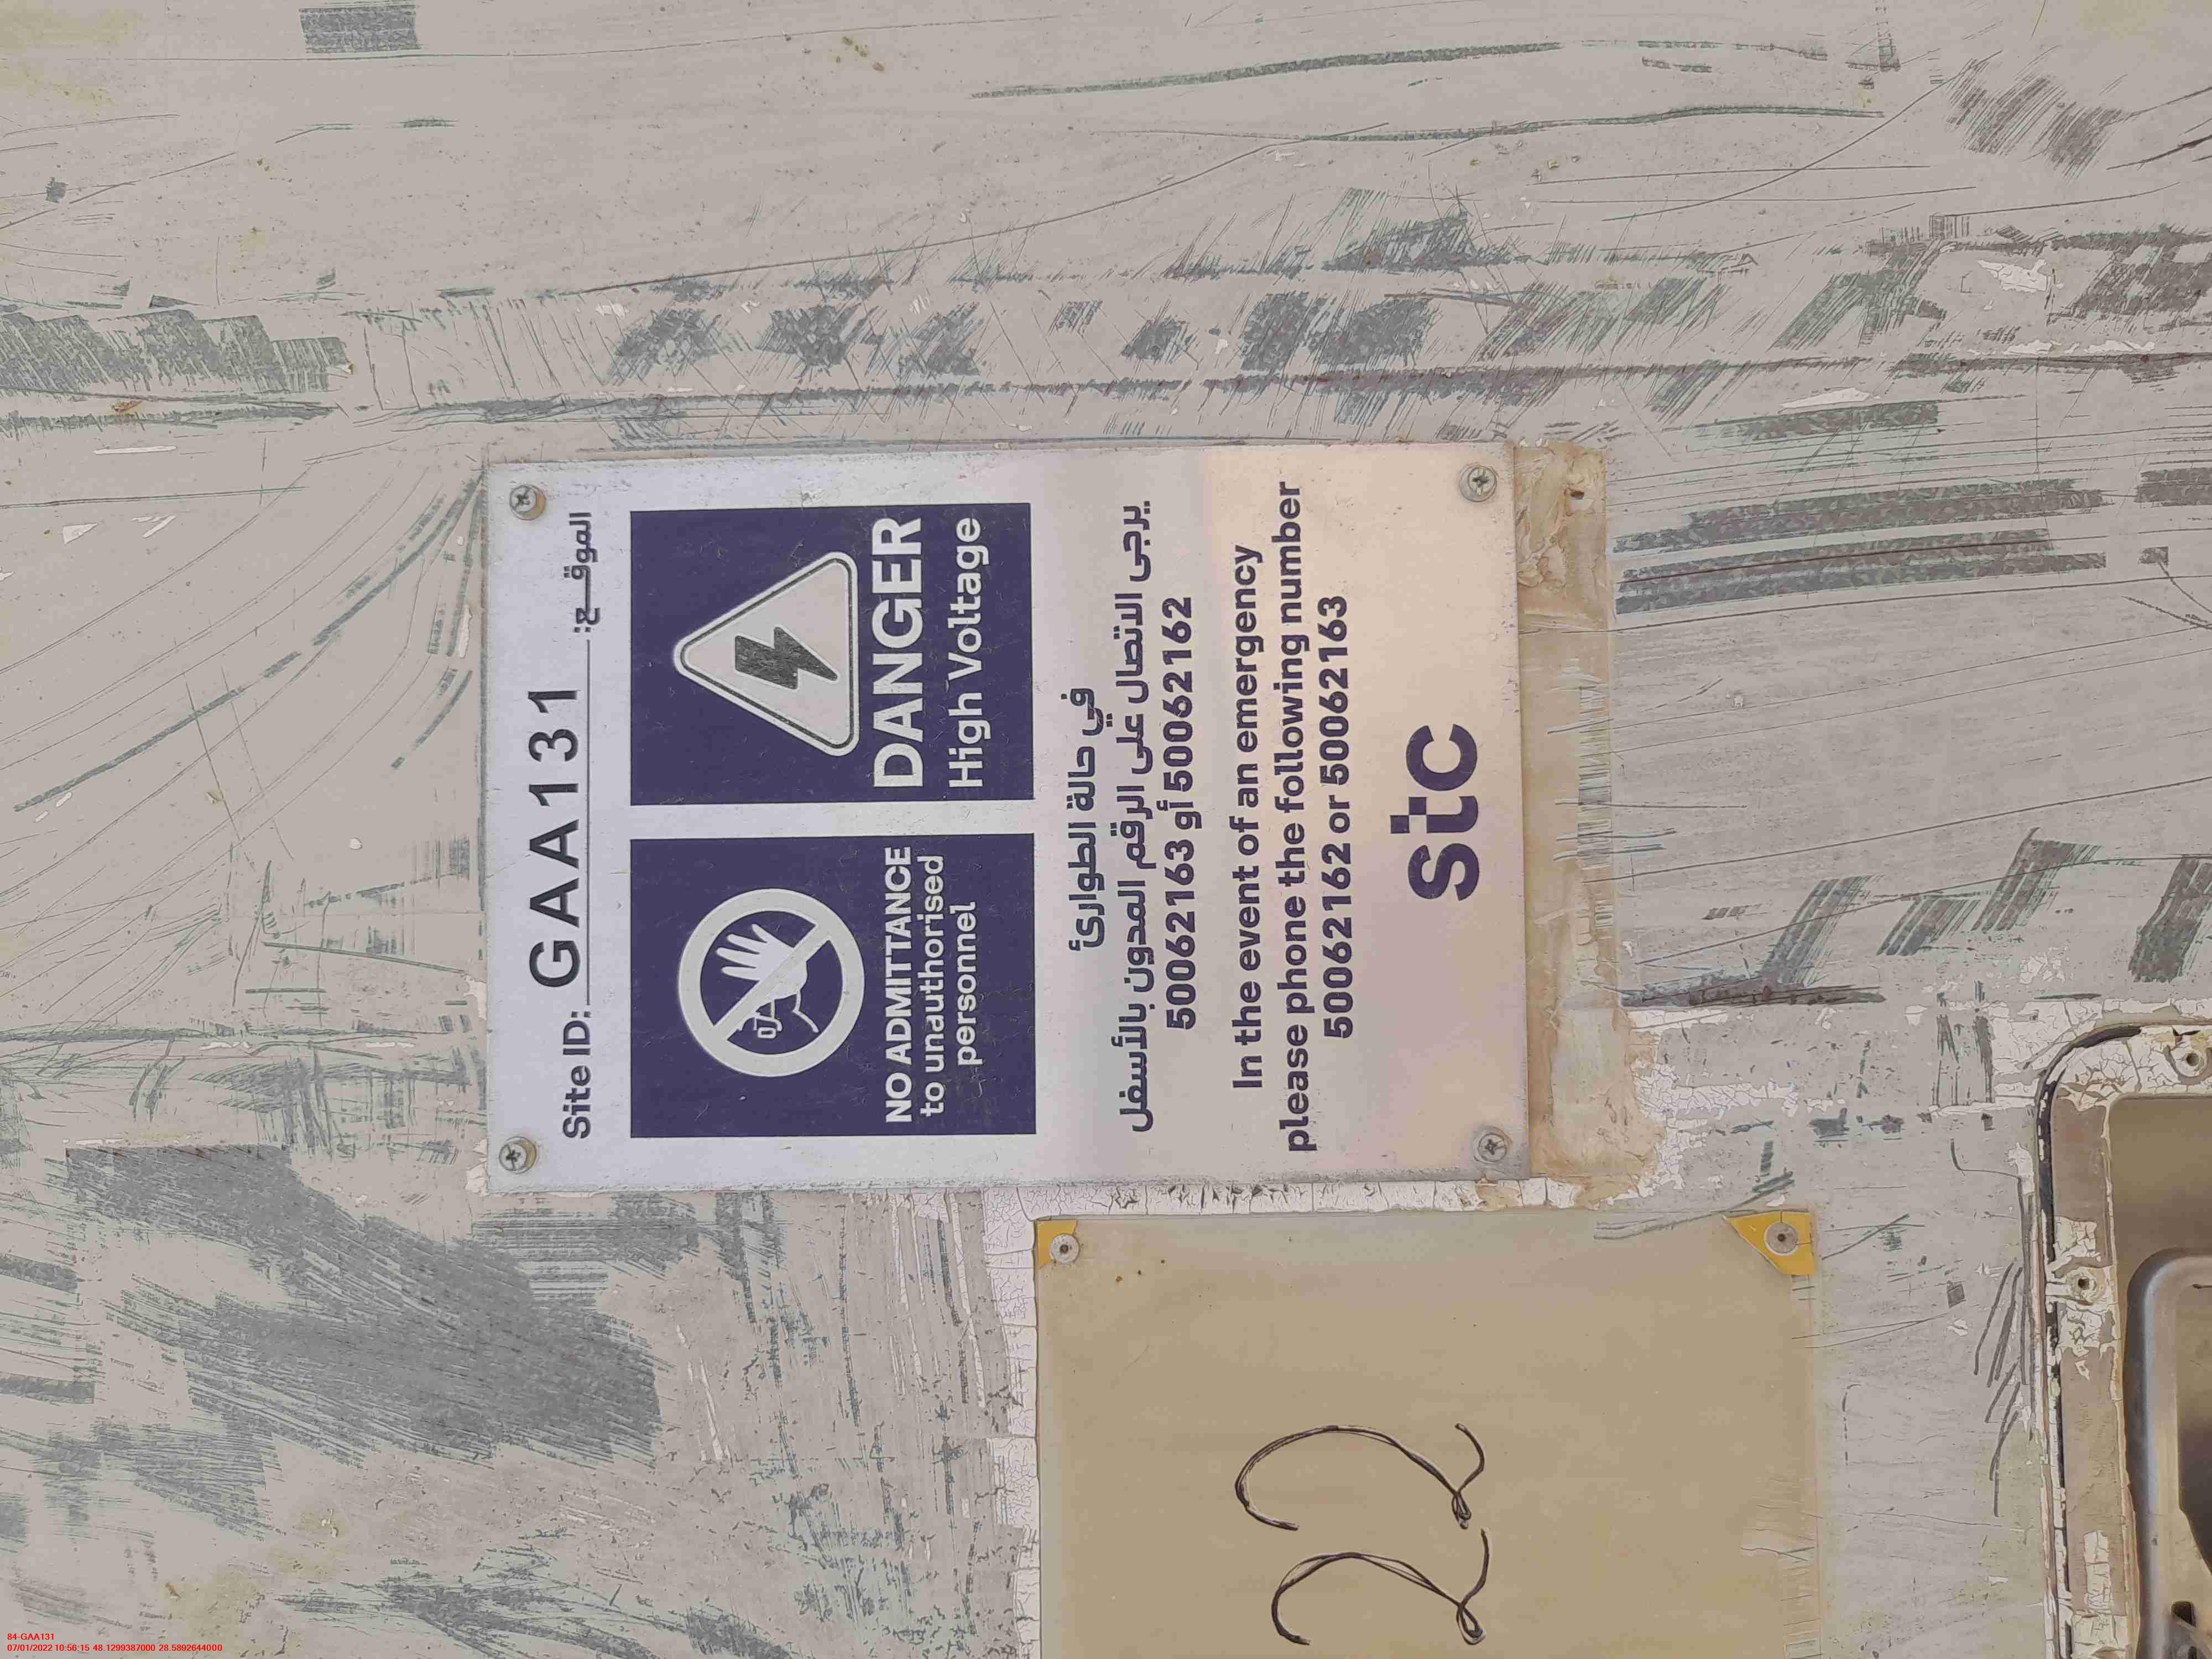 Site ID: GAA131 الموقـــع:
NO ADMITTANCE
to unauthorised
personnel
DANGER
High Voltage
في حالة الطوارئ
يرجى الاتصال على الرقم المدون بالأسفل
50062162 أو 50062163
In the event of an emergency
please phone the following number
50062162 or 50062163
stc
22
84-GAA131
07/01/2022 10:56:15 48.1299387000 28.5892644000